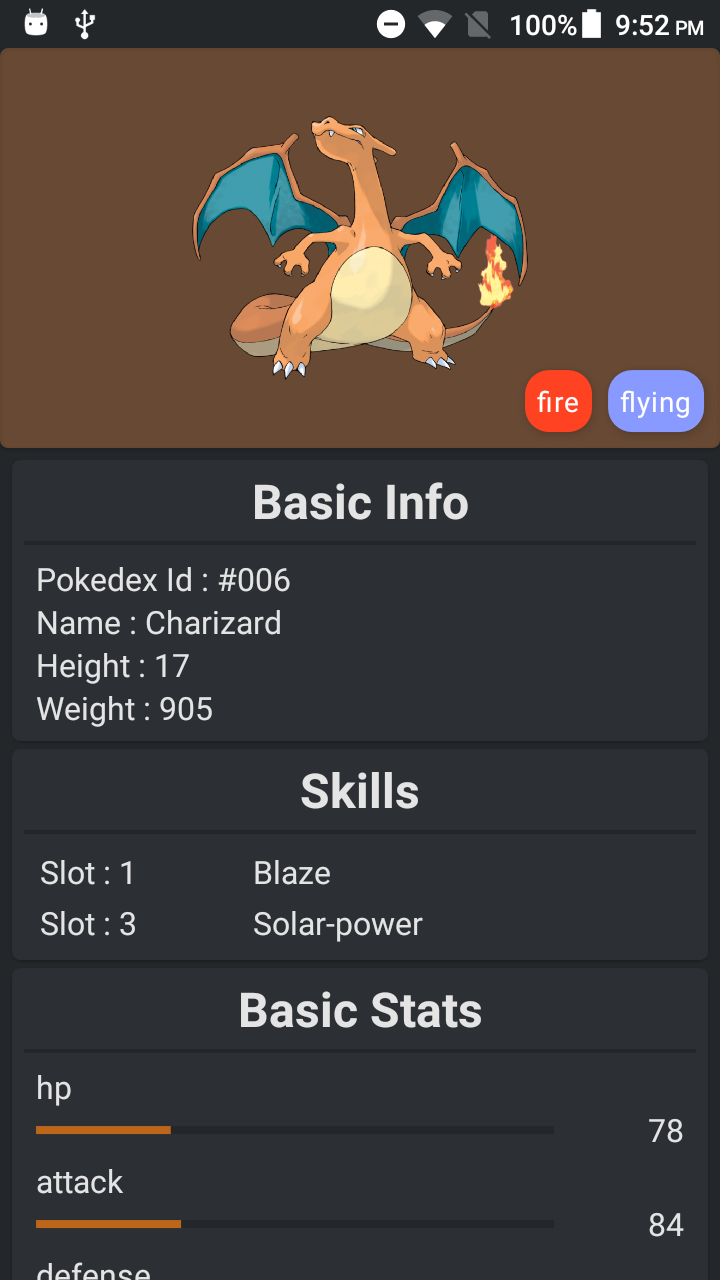 100% 9:52 PM
fire flying
Basic Info
Pokedex Id : #006
Name : Charizard
Height : 17
Weight : 905
Skills
Slot : 1 Blaze
Slot : 3 Solar-power
Basic Stats
hp
78
attack
84
defense